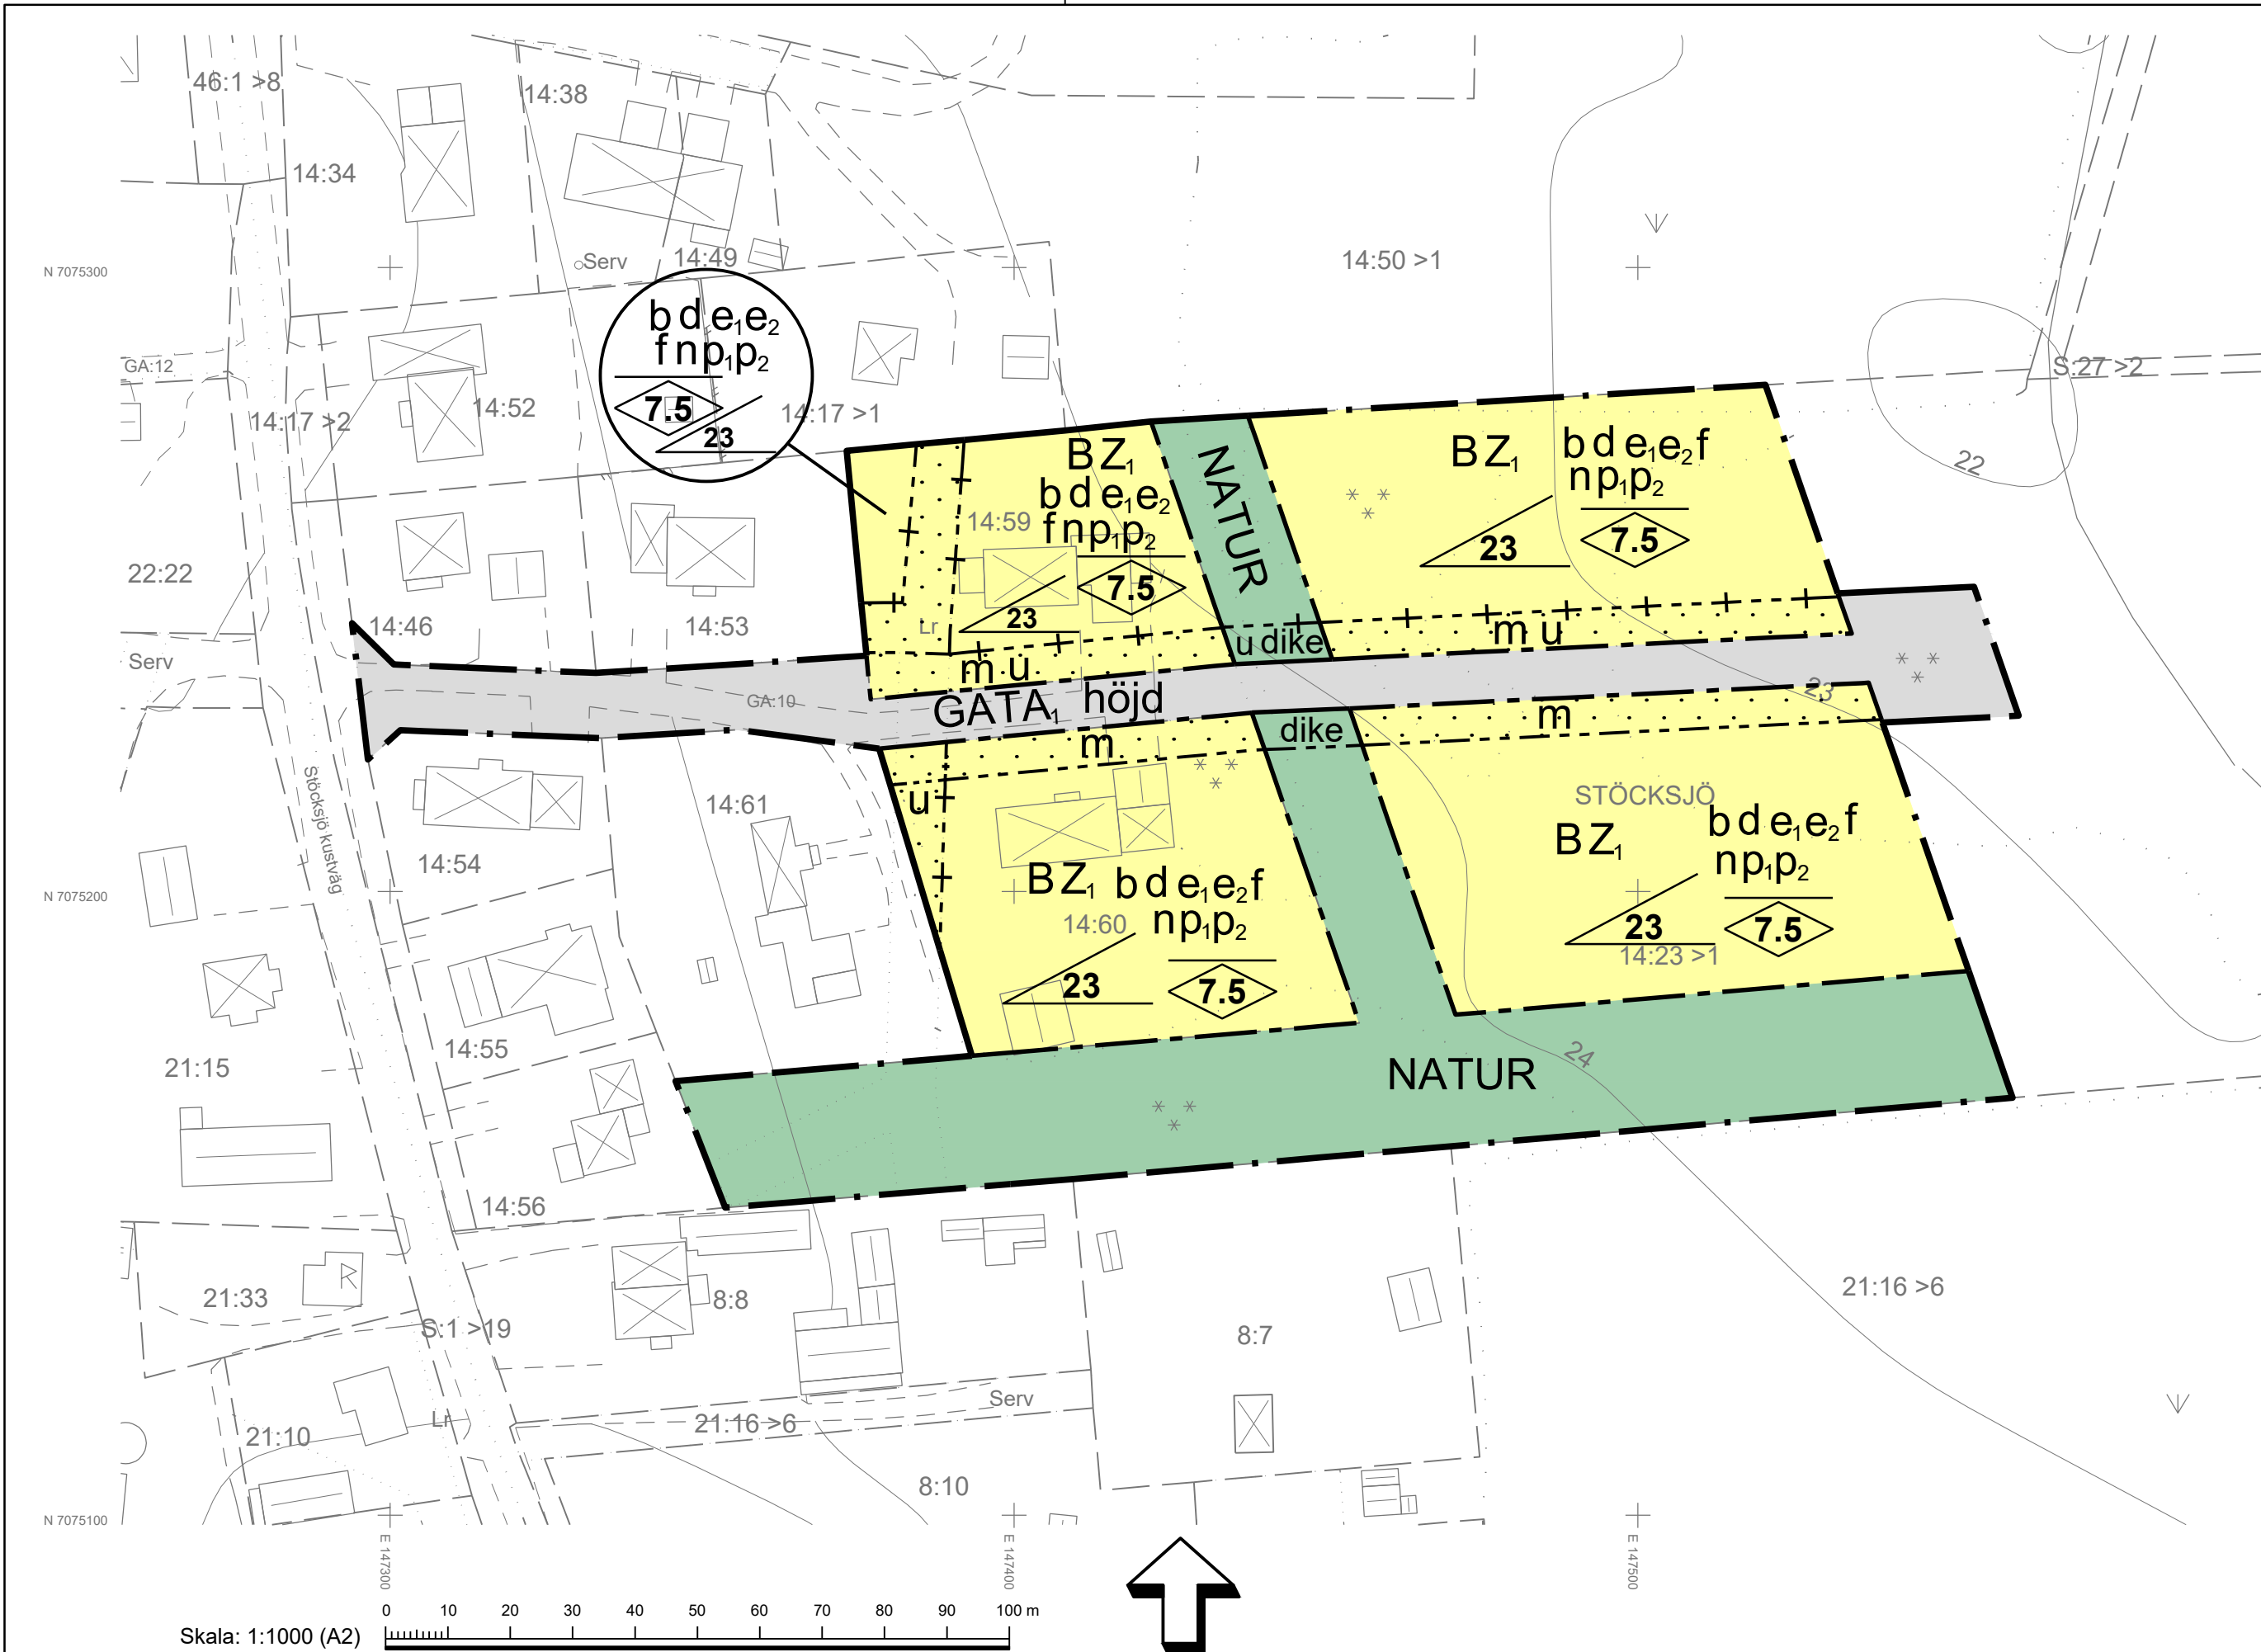 46:1 >8
14:38
14:34
Serv
14:49
14:50 >1
N 7075300
b d e₁e₂
f n p₁p₂
7.5
23
GA:12
14:17 >2
14:52
14:17 >1
S:27 >2
22
BZ₁
b d e₁e₂
f n p₁p₂
14:59
7.5
23
Lr
NATUR
BZ₁
b d e₁e₂f
n p₁p₂
23
7.5
22:22
14:46
14:53
Serv
u dike
m u
m u
GA:10
GATA₁ höjd
23
m
dike
m
Stöcksjö kustväg
14:61
u
STÖCKSJÖ
BZ₁
b d e₁e₂f
n p₁p₂
23
7.5
14:23 >1
14:54
N 7075200
BZ₁ b d e₁e₂f
n p₁p₂
14:60
23
7.5
14:55
21:15
24
NATUR
14:56
21:33
R
8:8
21:16 >6
S:1 >19
8:7
Serv
Lr
21:16 >6
21:10
8:10
N 7075100
E 147300
E 147400
E 147500
0 10 20 30 40 50 60 70 80 90 100 m
Skala: 1:1000 (A2)